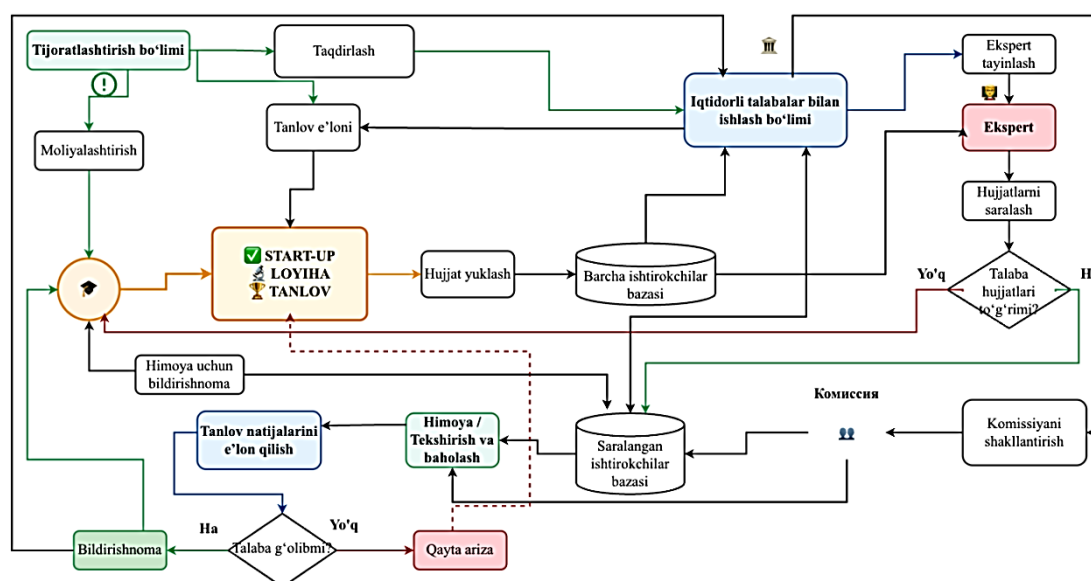 Tijoratlashtirish bo‘limi
Taqdirlash
Ekspert
tayinlash
Tanlov e’loni
Iqtidorli talabalar bilan
ishlash bo‘limi
Ekspert
Moliyalashtirish
Hujjatlarni
saralash
START-UP
LOYIHA
TANLOV
Hujjat yuklash
Barcha ishtirokchilar
bazasi
Yo'q
Talaba
hujjatlari
to‘g‘rimi?
H
Himoya uchun
bildirishnoma
Tanlov natijalarini
e’lon qilish
Himoya /
Tekshirish va
baholash
Saralangan
ishtirokchilar
bazasi
Комиссия
Komissiyani
shakllantirish
Ha
Yo'q
Bildirishnoma
Talaba g‘olibmi?
Qayta ariza